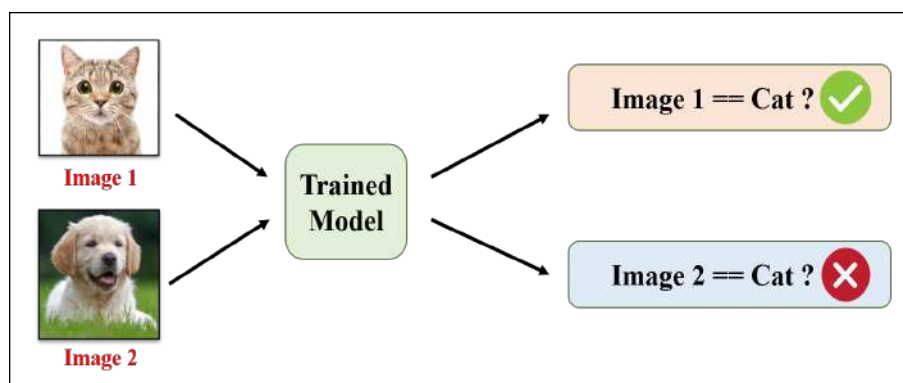 Image 1
Image 2
Trained
Model
Image 1 == Cat ?
Image 2 == Cat ?